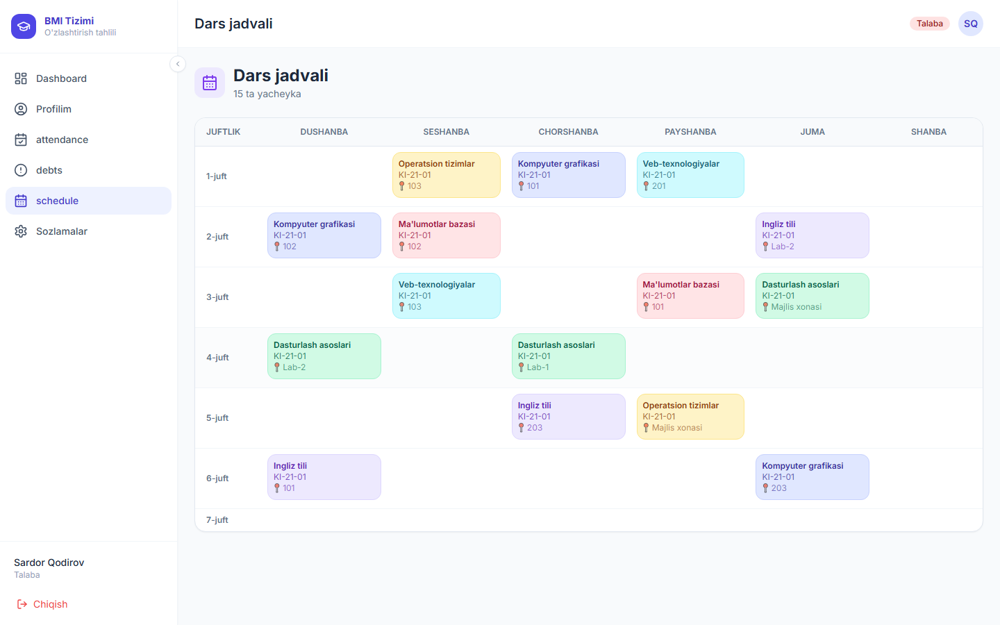 BMI Tizimi
O'zlashtirish tahlili
Dashboard
Profilim
attendance
debts
schedule
Sozlamalar
Sardor Qodirov
Talaba
Chiqish
Dars jadvali
Talaba
SQ
Dars jadvali
15 ta yacheyka
JUFTLIK DUSHANBA SESHANBA CHORSHANBA PAYSHANBA JUMA SHANBA
1-juft
Operatsion tizimlar
KI-21-01
103
Kompyuter grafikasi
KI-21-01
101
Veb-texnologiyalar
KI-21-01
201
2-juft
Kompyuter grafikasi
KI-21-01
102
Ma'lumotlar bazasi
KI-21-01
102
Ingliz tili
KI-21-01
Lab-2
3-juft
Veb-texnologiyalar
KI-21-01
103
Ma'lumotlar bazasi
KI-21-01
101
Dasturlash asoslari
KI-21-01
Majlis xonasi
4-juft
Dasturlash asoslari
KI-21-01
Lab-2
Dasturlash asoslari
KI-21-01
Lab-1
5-juft
Ingliz tili
KI-21-01
203
Operatsion tizimlar
KI-21-01
Majlis xonasi
6-juft
Ingliz tili
KI-21-01
101
Kompyuter grafikasi
KI-21-01
203
7-juft